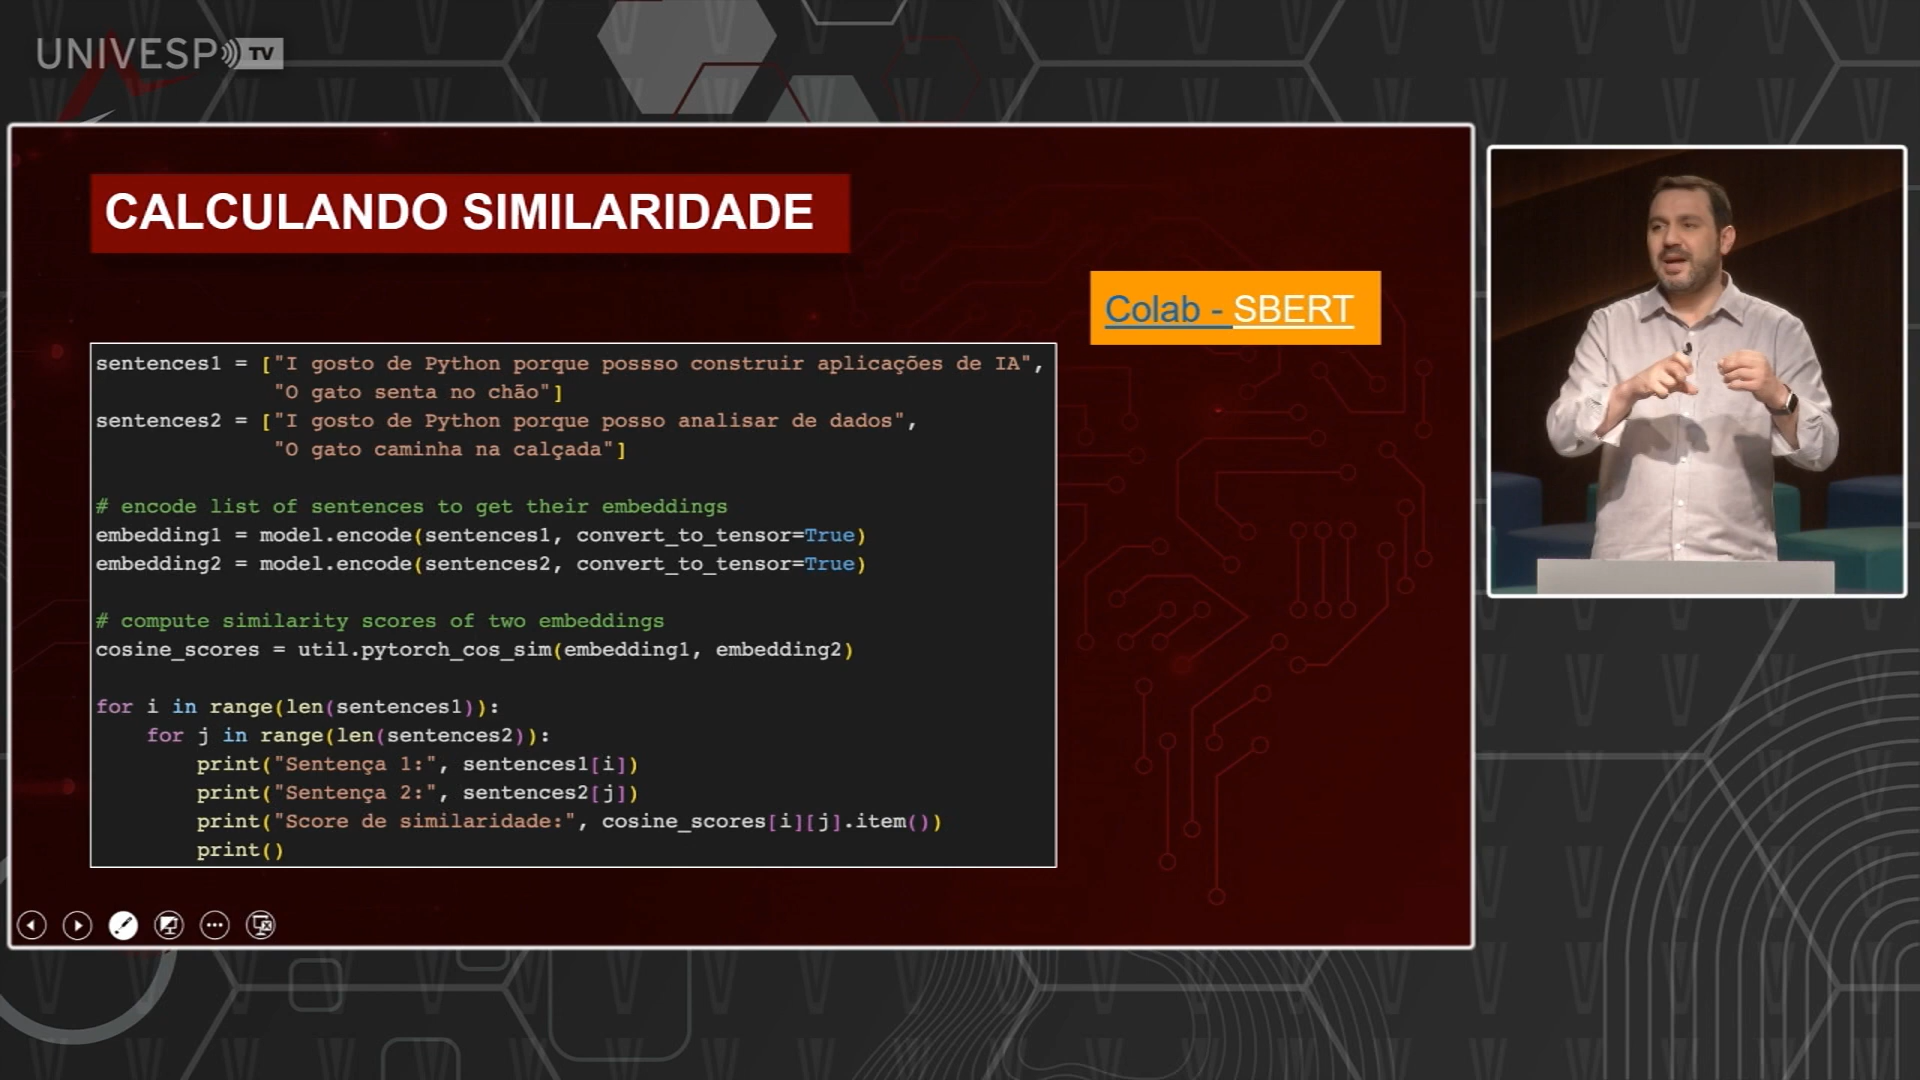 UNIVESP TV
CALCULANDO SIMILARIDADE
Colab - SBERT
sentences1 = ["I gosto de Python porque possso construir aplicações de IA",
"O gato senta no chão"]
sentences2 = ["I gosto de Python porque posso analisar de dados",
"O gato caminha na calçada"]
# encode list of sentences to get their embeddings
embedding1 = model.encode(sentences1, convert_to_tensor=True)
embedding2 = model.encode(sentences2, convert_to_tensor=True)
# compute similarity scores of two embeddings
cosine_scores = util.pytorch_cos_sim(embedding1, embedding2)
for i in range(len(sentences1)):
for j in range(len(sentences2)):
print("Sentença 1:", sentences1[i])
print("Sentença 2:", sentences2[j])
print("Score de similaridade:", cosine_scores[i][j].item())
print()